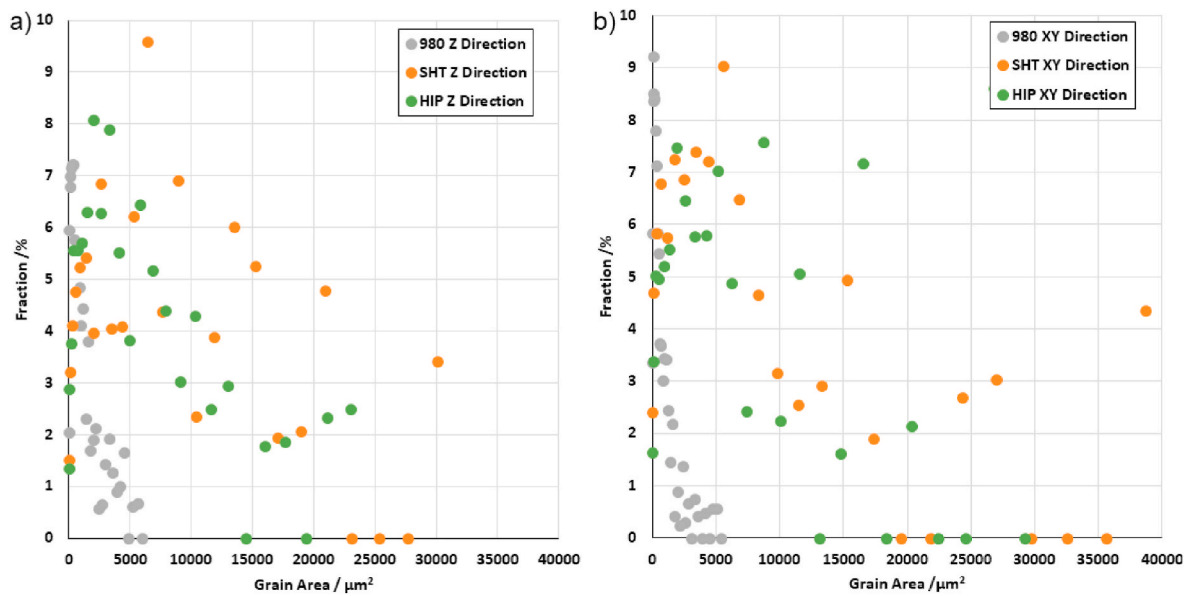 a)
10
9
8
7
6
5
4
3
2
1
0
Fraction /%
980 Z Direction
SHT Z Direction
HIP Z Direction
0 5000 10000 15000 20000 25000 30000 35000 40000
Grain Area / µm²
b)
10
9
8
7
6
5
4
3
2
1
0
Fraction /%
980 XY Direction
SHT XY Direction
HIP XY Direction
0 5000 10000 15000 20000 25000 30000 35000 40000
Grain Area / µm²